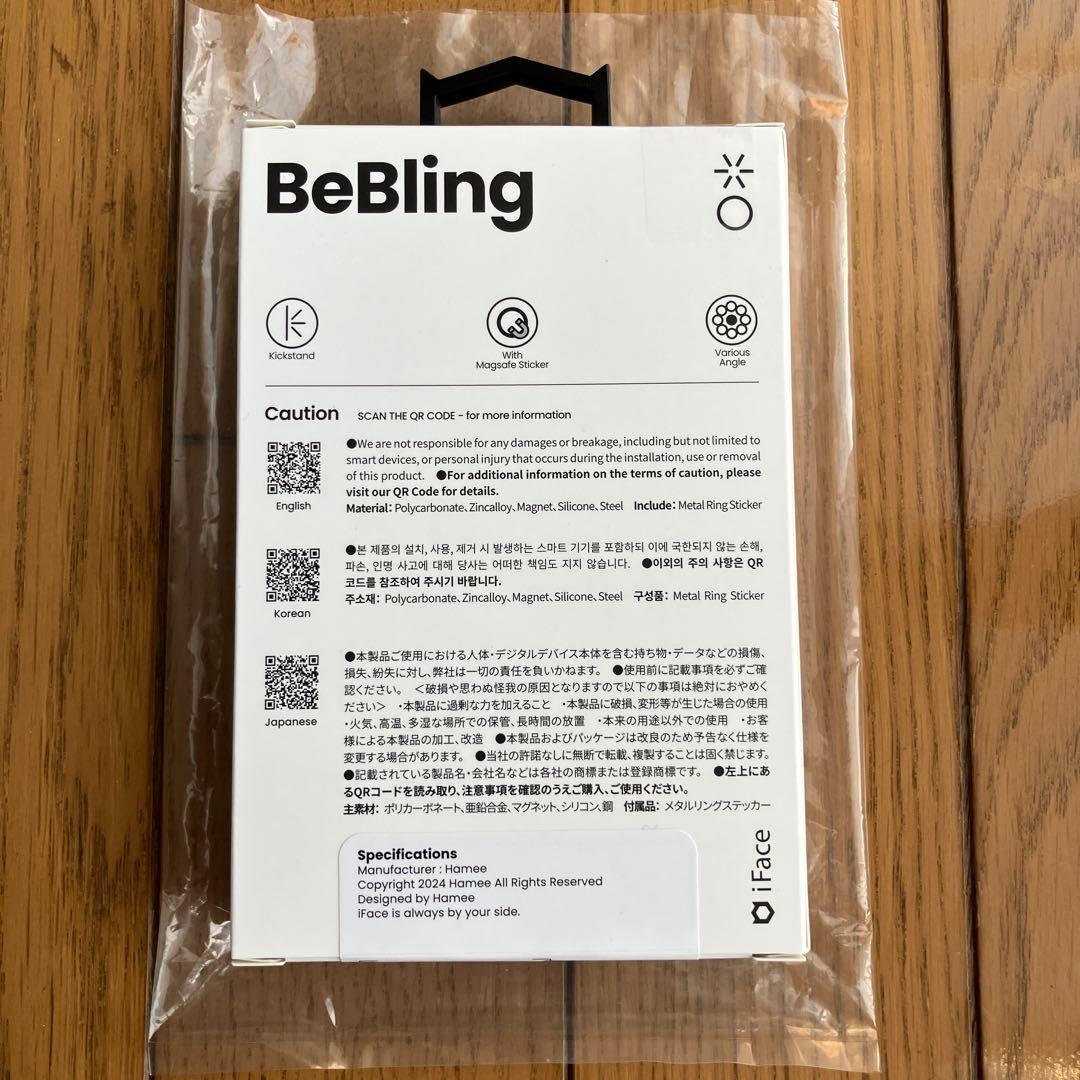 BeBling
Kickstand
With
Magsafe Sticker
Various
Angle
Caution SCAN THE QR CODE - for more information
English
●We are not responsible for any damages or breakage, including but not limited to
smart devices, or personal injury that occurs during the installation, use or removal
of this product. ●For additional information on the terms of caution, please
visit our QR Code for details.
Material: Polycarbonate、Zincalloy、Magnet、Silicone、Steel Include: Metal Ring Sticker
Korean
●본 제품의 설치, 사용, 제거 시 발생하는 스마트 기기를 포함하되 이에 국한되지 않는 손해,
파손, 인명 사고에 대해 당사는 어떠한 책임도 지지 않습니다. ●이외의 주의 사항은 QR
코드를 참조하여 주시기 바랍니다.
주소재: Polycarbonate、Zincalloy、Magnet、Silicone、Steel 구성품: Metal Ring Sticker
Japanese
●本製品ご使用における人体・デジタルデバイス本体を含む持ち物・データなどの損傷、
損失、紛失に対し、弊社は一切の責任を負いかねます。 ●使用前に記載事項を必ずご確
認ください。 ＜破損や思わぬ怪我の原因となりますので以下の事項は絶対におやめく
ださい＞ ・本製品に過剰な力を加えること ・本製品に破損、変形等が生じた場合の使用
・火気、高温、多湿な場所での保管、長時間の放置 ・本来の用途以外での使用 ・お客
様による本製品の加工、改造 ●本製品およびパッケージは改良のため予告なく仕様を
変更する場合があります。 ●当社の許諾なしに無断で転載、複製することは固く禁じます。
●記載されている製品名・会社名などは各社の商標または登録商標です。 ●左上にあ
るQRコードを読み取り、注意事項を確認のうえご購入、ご使用ください。
主素材: ポリカーボネート、亜鉛合金、マグネット、シリコン、鋼 付属品: メタルリングステッカー
Specifications
Manufacturer : Hamee
Copyright 2024 Hamee All Rights Reserved
Designed by Hamee
iFace is always by your side.
iFace